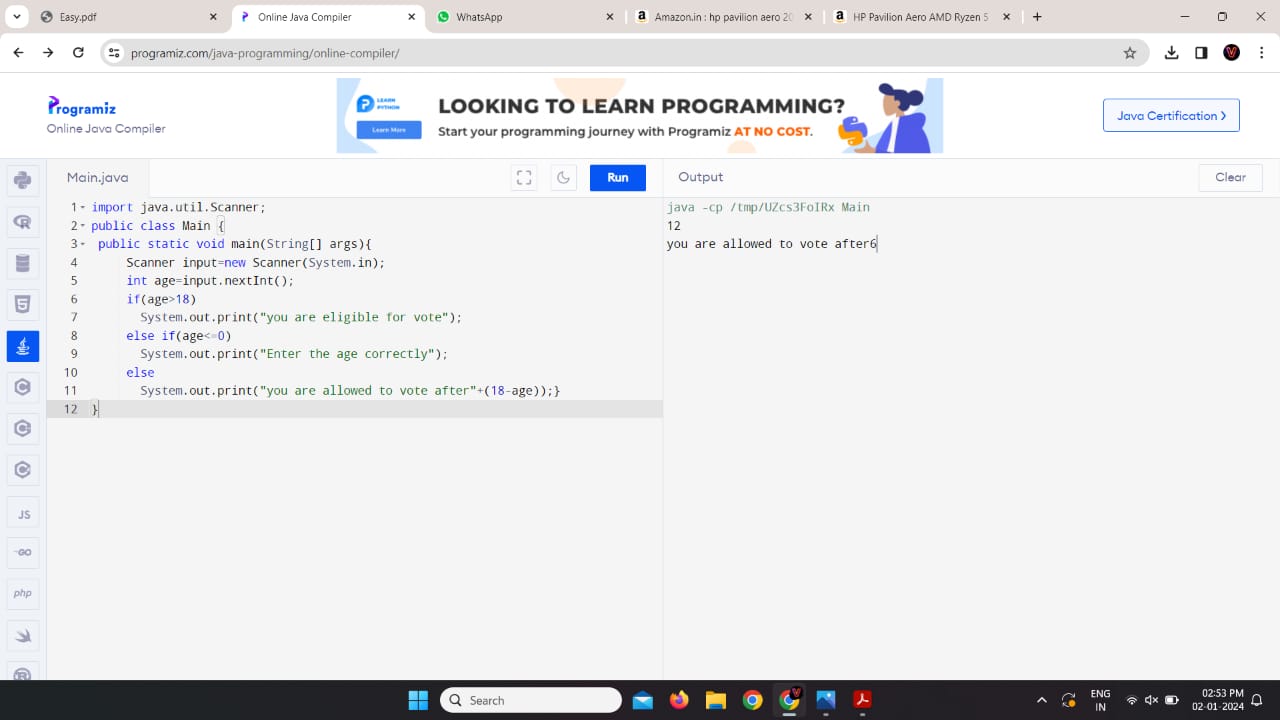 Easy.pdf
Online Java Compiler
WhatsApp
Amazon.in : hp pavilion aero 20
HP Pavilion Aero AMD Ryzen 5
programiz.com/java-programming/online-compiler/
Programiz
Online Java Compiler
LEARN
PYTHON
Learn More
LOOKING TO LEARN PROGRAMMING?
Start your programming journey with Programiz AT NO COST.
Java Certification
Main.java
Run
Output
Clear
1 import java.util.Scanner;
2 public class Main {
3 public static void main(String[] args){
4 Scanner input=new Scanner(System.in);
5 int age=input.nextInt();
6 if(age>18)
7 System.out.print("you are eligible for vote");
8 else if(age<=0)
9 System.out.print("Enter the age correctly");
10 else
11 System.out.print("you are allowed to vote after"+(18-age));}
12 }
java -cp /tmp/UZcs3FoIRx Main
12
you are allowed to vote after6
JS
GO
php
Search
ENG
IN
02:53 PM
02-01-2024